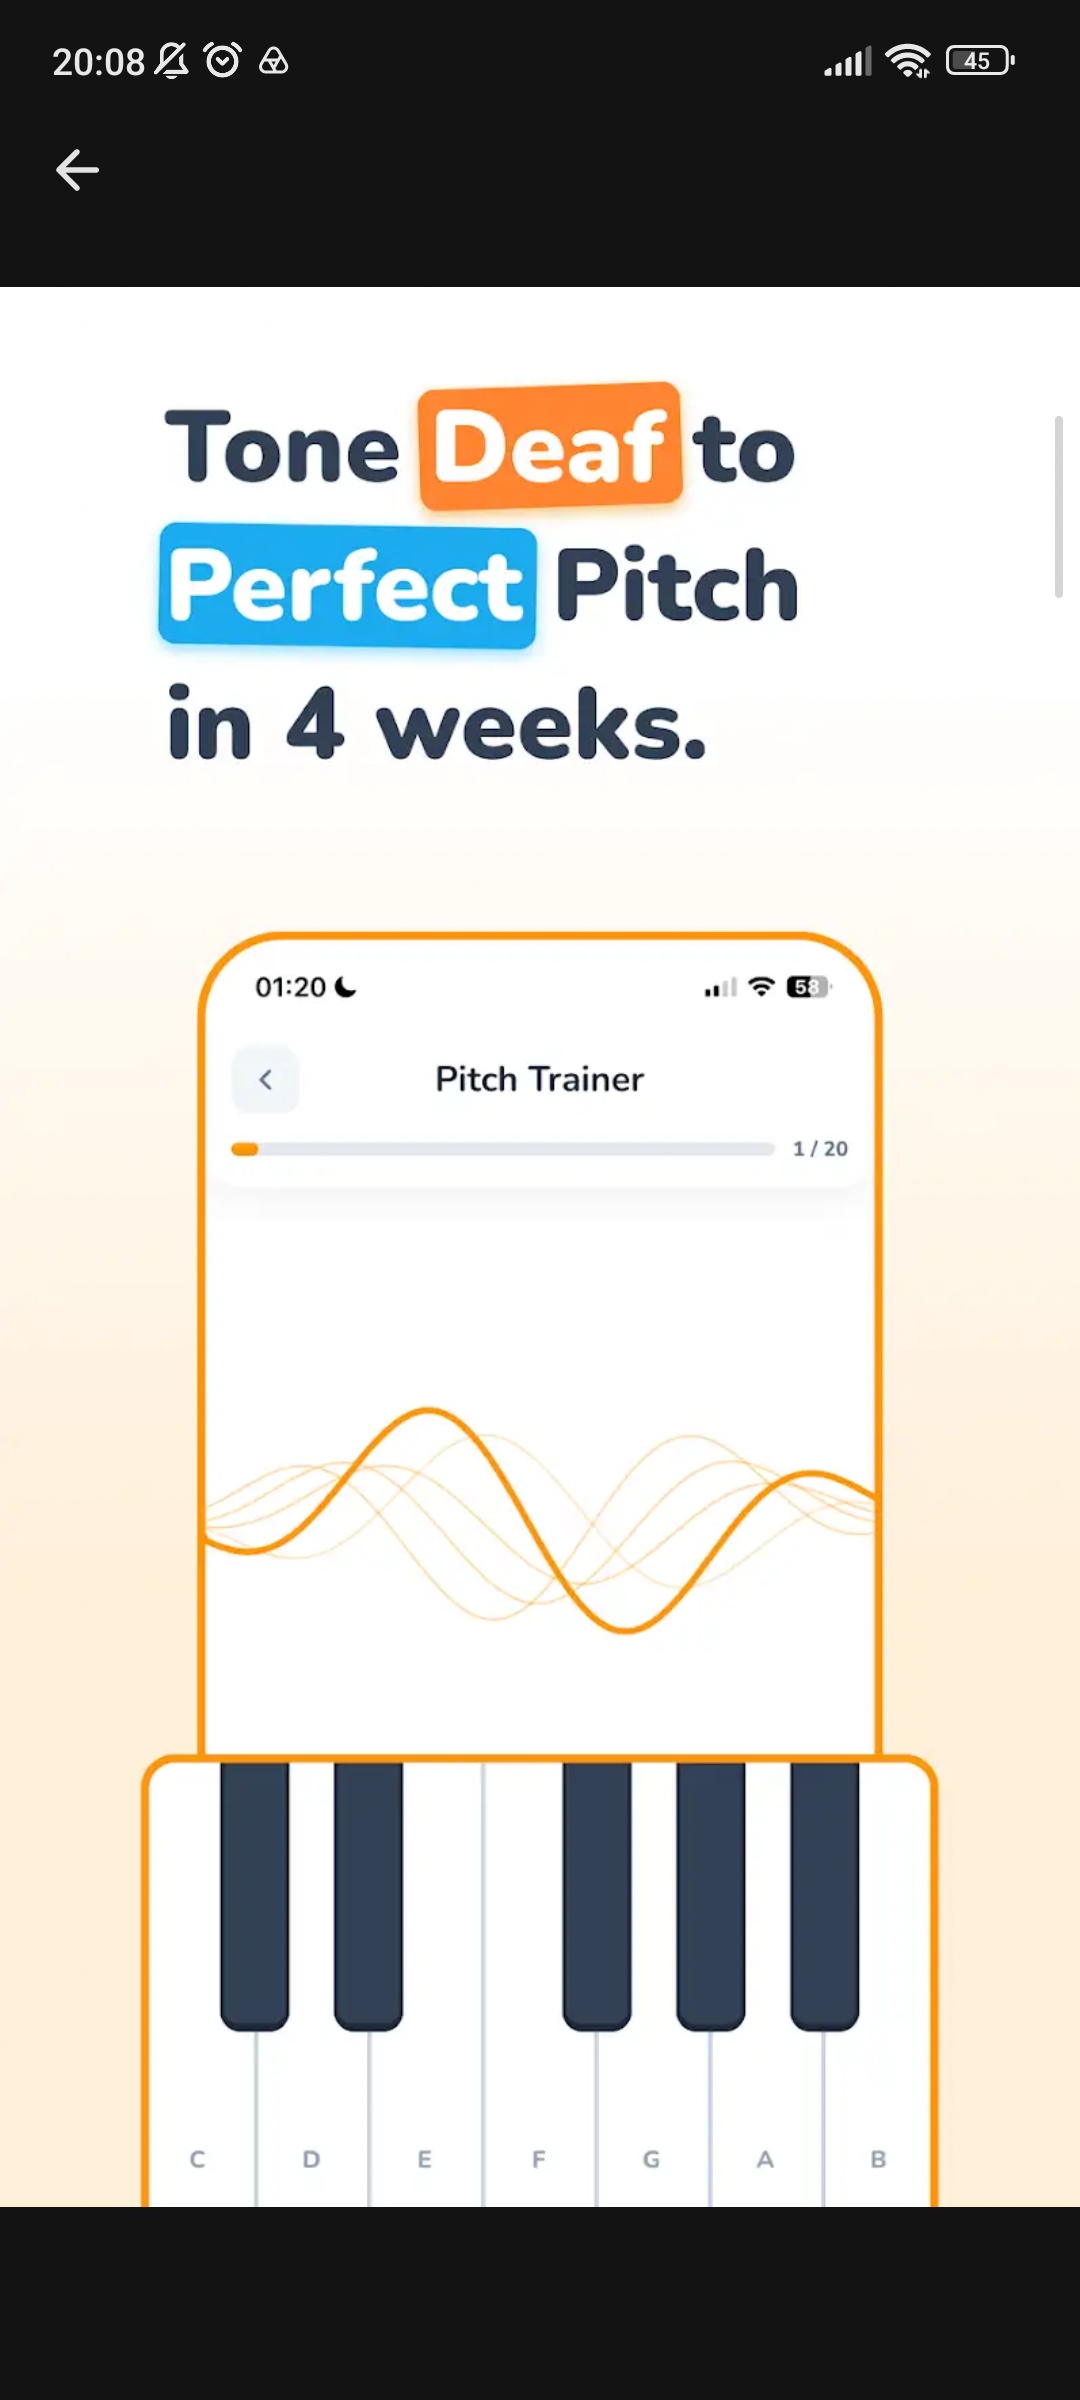 20:08
45
Tone Deaf to
Perfect Pitch
in 4 weeks.
01:20
58
Pitch Trainer
1 / 20
C D E F G A B